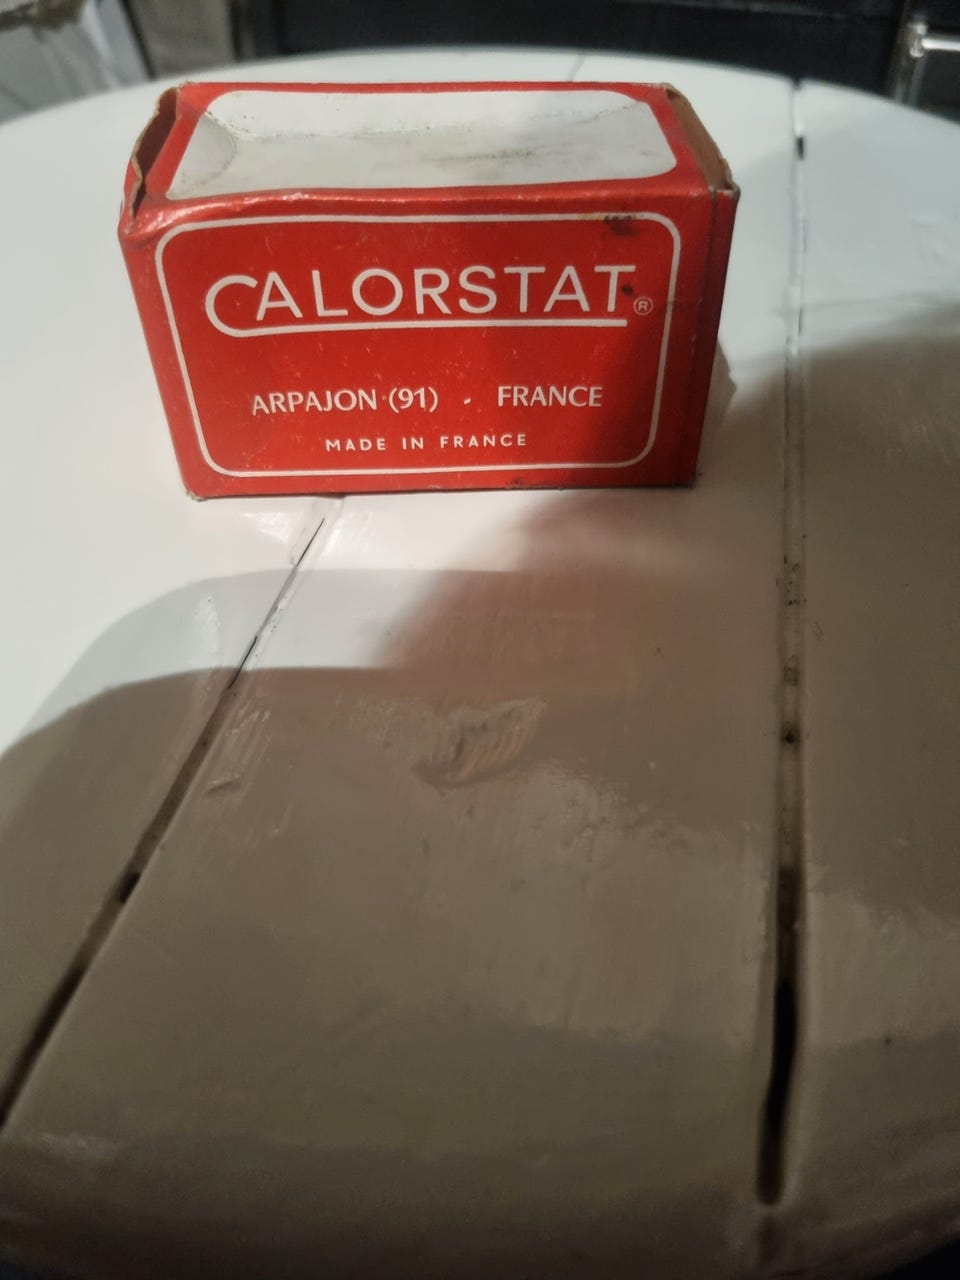 CALORSTAT®
ARPAJON (91) . FRANCE
MADE IN FRANCE